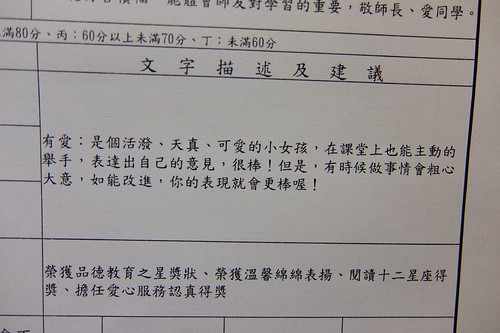 能體會師友對學習的重要，敬師長、愛同學。
滿80分、丙：60分以上未滿70分、丁：未滿60分
文字描述及建議
有愛：是個活潑、天真、可愛的小女孩，在課堂上也能主動的
舉手，表達出自己的意見，很棒！但是，有時候做事情會粗心
大意，如能改進，你的表現就會更棒喔！
榮獲品德教育之星獎狀、榮獲溫馨綿綿表揚、閱讀十二星座得
獎、擔任愛心服務認真得獎